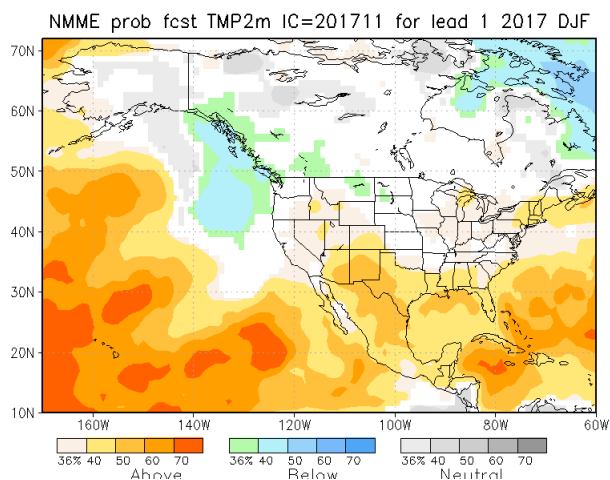 NMME prob fcst TMP2m IC=201711 for lead 1 2017 DJF
70N
60N
50N
40N
30N
20N
10N
160W 140W 120W 100W 80W 60W
36% 40 50 60 70 36% 40 50 60 70 36% 40 50 60 70
Above Below Neutral